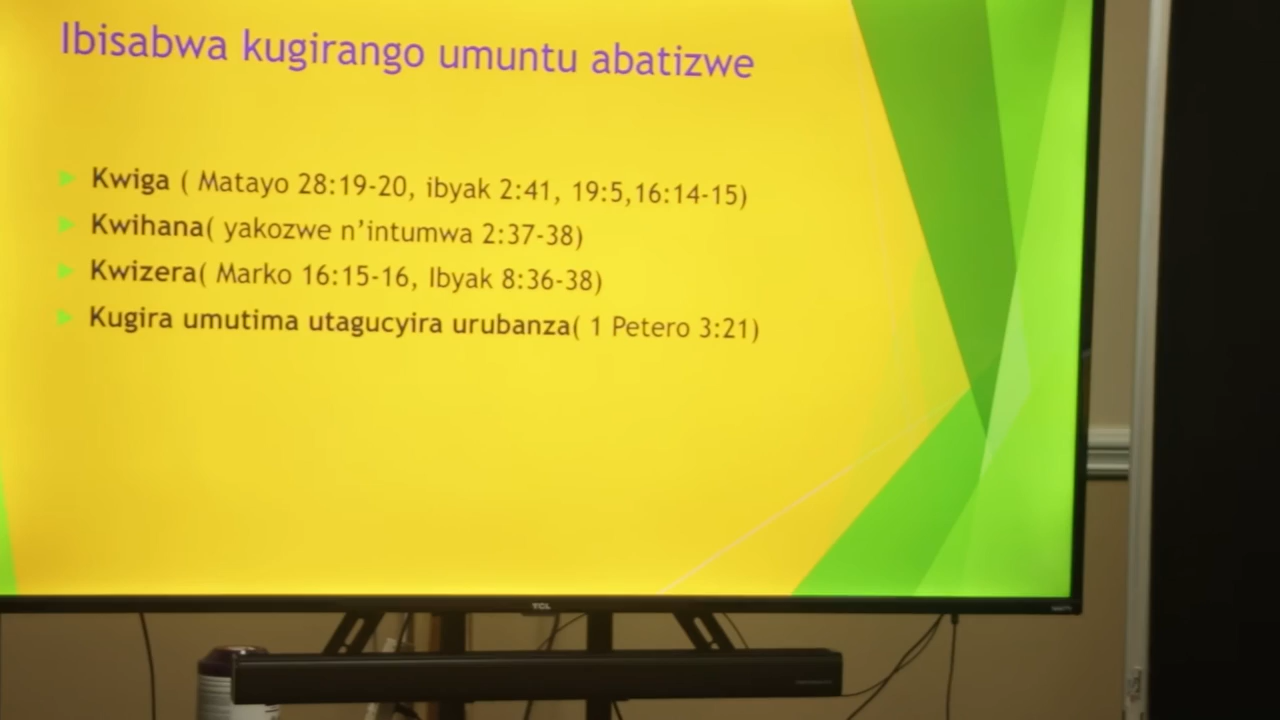 Ibisabwa kugirango umuntu abatizwe
Kwiga ( Matayo 28:19-20, ibyak 2:41, 19:5,16:14-15)
Kwihana( yakozwe n'intumwa 2:37-38)
Kwizera( Marko 16:15-16, Ibyak 8:36-38)
Kugira umutima utagucyira urubanza( 1 Petero 3:21)
TCL